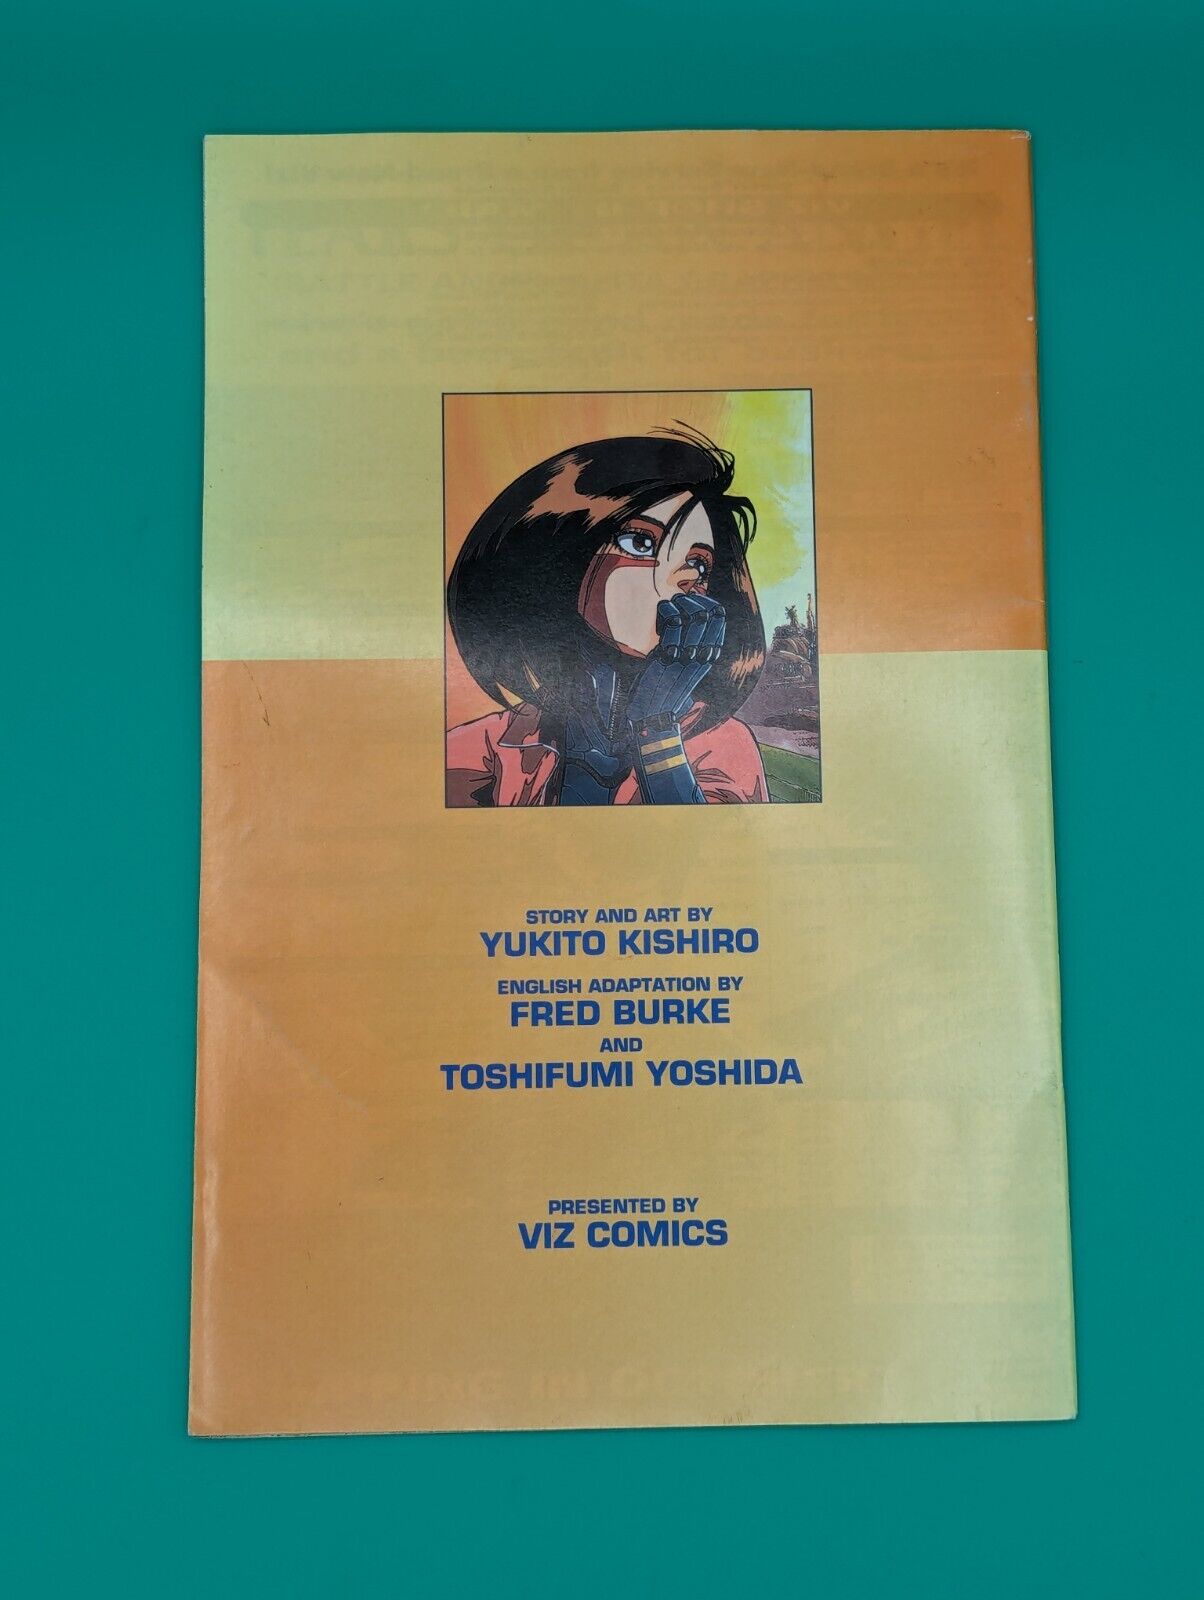 STORY AND ART BY
YUKITO KISHIRO
ENGLISH ADAPTATION BY
FRED BURKE
AND
TOSHIFUMI YOSHIDA
PRESENTED BY
VIZ COMICS